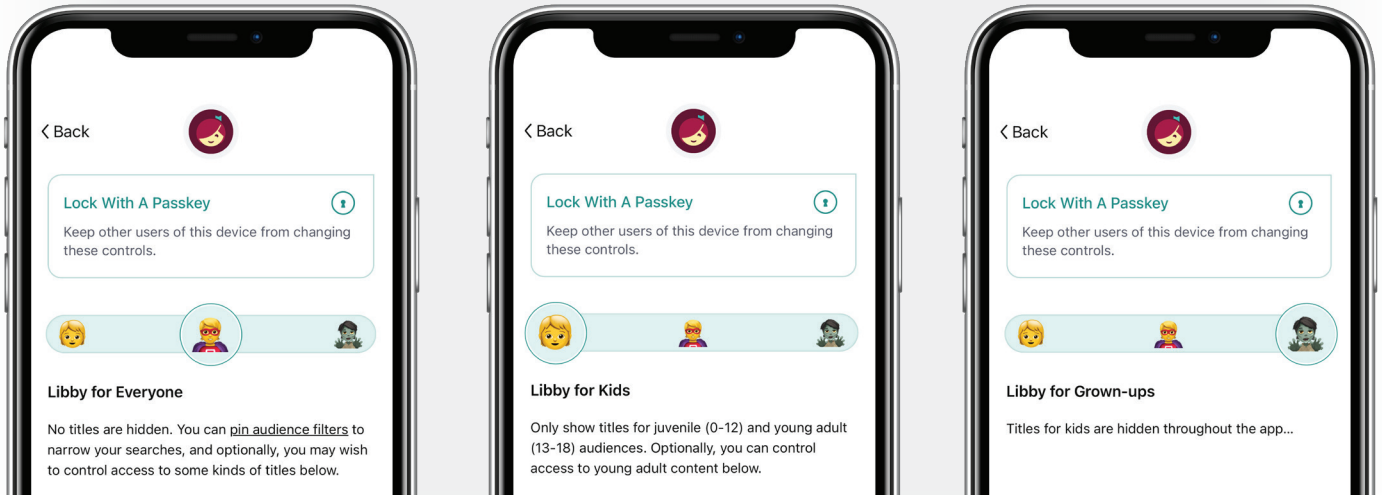 Back
Lock With A Passkey
Keep other users of this device from changing
these controls.
Libby for Everyone
No titles are hidden. You can pin audience filters to
narrow your searches, and optionally, you may wish
to control access to some kinds of titles below.
Back
Lock With A Passkey
Keep other users of this device from changing
these controls.
Libby for Kids
Only show titles for juvenile (0-12) and young adult
(13-18) audiences. Optionally, you can control
access to young adult content below.
Back
Lock With A Passkey
Keep other users of this device from changing
these controls.
Libby for Grown-ups
Titles for kids are hidden throughout the app...